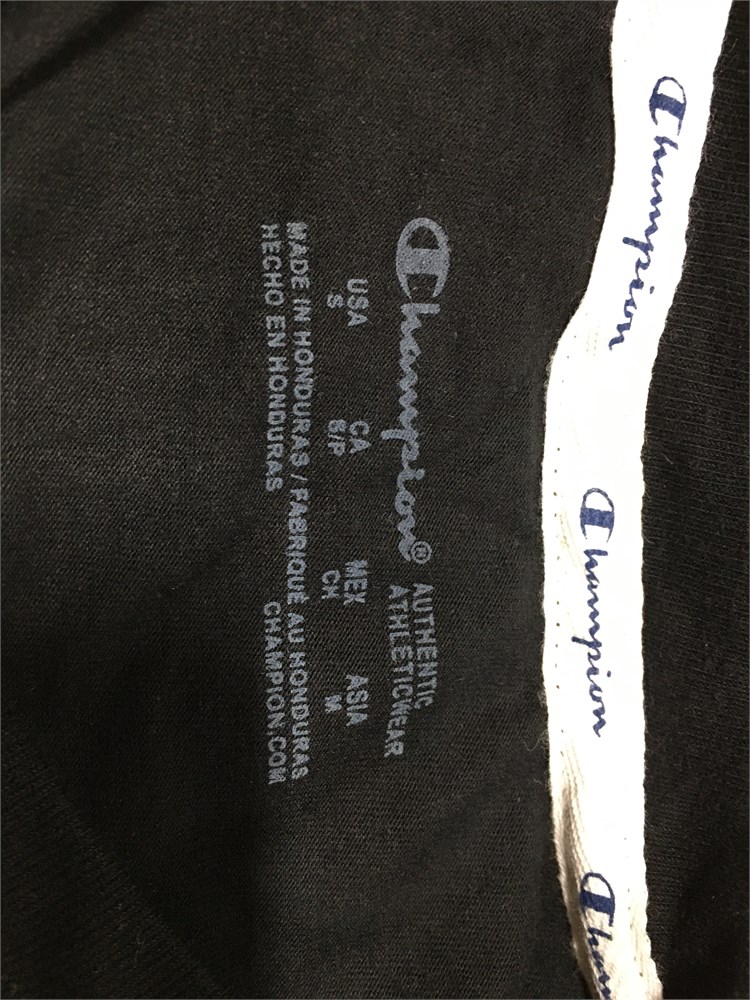 Champion
Champion
Cham
Champion® AUTHENTIC
ATHLETICWEAR
USA CA MEX ASIA
S S/P CH M
MADE IN HONDURAS / FABRIQUÉ AU HONDURAS
HECHO EN HONDURAS CHAMPION.COM